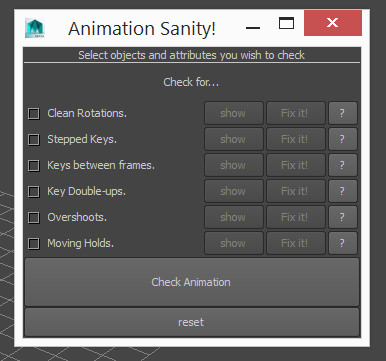 Animation Sanity!
Select objects and attributes you wish to check
Check for...
Clean Rotations. show Fix it! ?
Stepped Keys. show Fix it! ?
Keys between frames. show Fix it! ?
Key Double-ups. show Fix it! ?
Overshoots. show Fix it! ?
Moving Holds. show Fix it! ?
Check Animation
reset